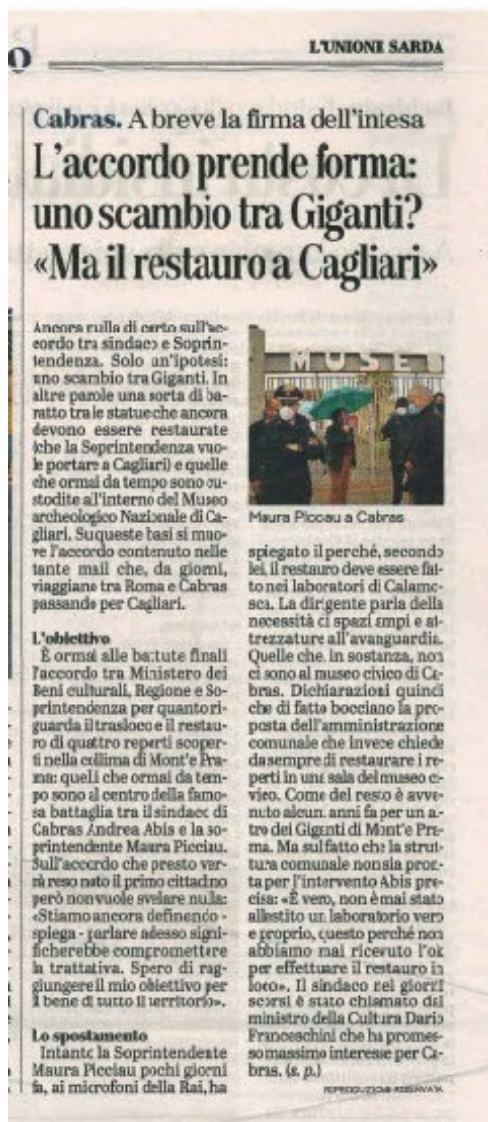 L'UNIONE SARDA
Cabras. A breve la firma dell'intesa
L'accordo prende forma:
uno scambio tra Giganti?
«Ma il restauro a Cagliari»
Ancora nulla di certo sull'ac-
cordo tra sindaco e Soprin-
tendenza. Solo un'ipotesi:
uno scambio tra Giganti. In
altre parole una sorta di ba-
ratto tra le statue che ancora
devono essere restaurate
(che la Soprintendenza vuo-
le portare a Cagliari) e quelle
che ormai da tempo sono cu-
stodite all'interno del Museo
archeologico Nazionale di Ca-
gliari. Su queste basi si muo-
ve l'accordo contenuto nelle
tante mail che, da giorni,
viaggiano tra Roma e Cabras
passando per Cagliari.
L'obiettivo
È ormai alle battute finali
l'accordo tra Ministero dei
Beni culturali, Regione e So-
printendenza per quanto ri-
guarda il trasloco e il restau-
ro di quattro reperti scoper-
ti nella collina di Mont'e Pra-
ma: quelli che ormai da tem-
po sono al centro della famo-
sa battaglia tra il sindaco di
Cabras Andrea Abis e la so-
printendente Maura Picciau.
Sull'accordo che presto ver-
rà reso noto il primo cittadino
però non vuole svelare nulla:
«Stiamo ancora definendo -
spiega - parlare adesso signi-
ficherebbe compromettere
la trattativa. Spero di rag-
giungere il mio obiettivo per
il bene di tutto il territorio».
Lo spostamento
Intanto la Soprintendente
Maura Picciau pochi giorni
fa, ai microfoni della Rai, ha
MUSE
Maura Picciau a Cabras
spiegato il perché, secondo
lei, il restauro deve essere fat-
to nei laboratori di Calamo-
sca. La dirigente parla della
necessità di spazi ampi e at-
trezzature all'avanguardia.
Quelle che, in sostanza, non
ci sono al museo civico di Ca-
bras. Dichiarazioni quindi
che di fatto bocciano la pro-
posta dell'amministrazione
comunale che invece chiede
da sempre di restaurare i re-
perti in una sala del museo ci-
vico. Come del resto è avve-
nuto alcuni anni fa per un al-
tro dei Giganti di Mont'e Pra-
ma. Ma sul fatto che la strut-
tura comunale non sia pron-
ta per l'intervento Abis pre-
cisa: «È vero, non è mai stato
allestito un laboratorio vero
e proprio, questo perché non
abbiamo mai ricevuto l'ok
per effettuare il restauro in
loco». Il sindaco nei giorni
scorsi è stato chiamato dal
ministro della Cultura Dario
Franceschini che ha promes-
so massimo interesse per Ca-
bras. (s. p.)
RIPRODUZIONE RISERVATA